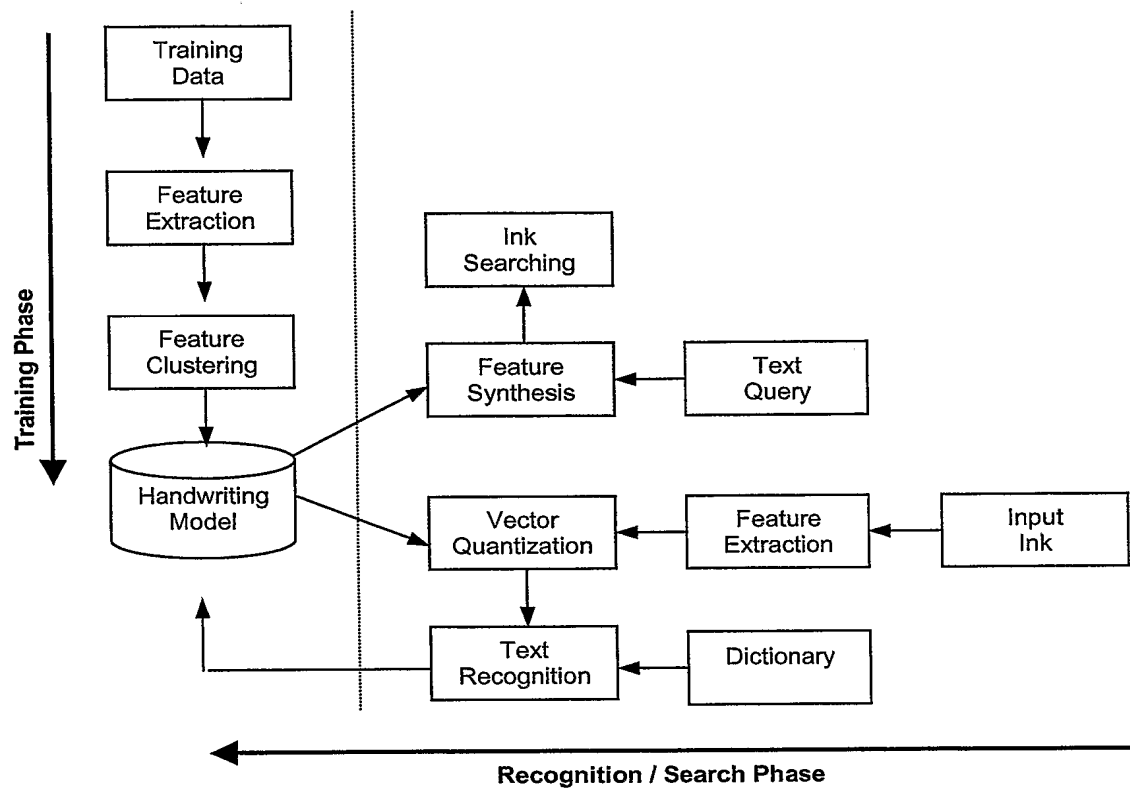 Training
Data
Feature
Extraction
Feature
Clustering
Handwriting
Model
Training Phase
Ink
Searching
Feature
Synthesis
Text
Query
Vector
Quantization
Feature
Extraction
Input
Ink
Text
Recognition
Dictionary
Recognition / Search Phase